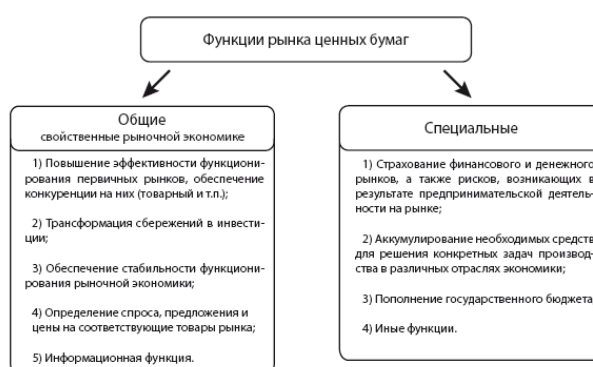 Функции рынка ценных бумаг
Общие
свойственные рыночной экономике
1) Повышение эффективности функциони-
рования первичных рынков, обеспечение
конкуренции на них (товарный и т.п.);
2) Трансформация сбережений в инвести-
ции;
3) Обеспечение стабильности функциони-
рования рыночной экономики;
4) Определение спроса, предложения и
цены на соответствующие товары рынка;
5) Информационная функция.
Специальные
1) Страхование финансового и денежного
рынков, а также рисков, возникающих в
результате предпринимательской деятель-
ности на рынке;
2) Аккумулирование необходимых средств
для решения конкретных задач производ-
ства в различных отраслях экономики;
3) Пополнение государственного бюджета
4) Иные функции.